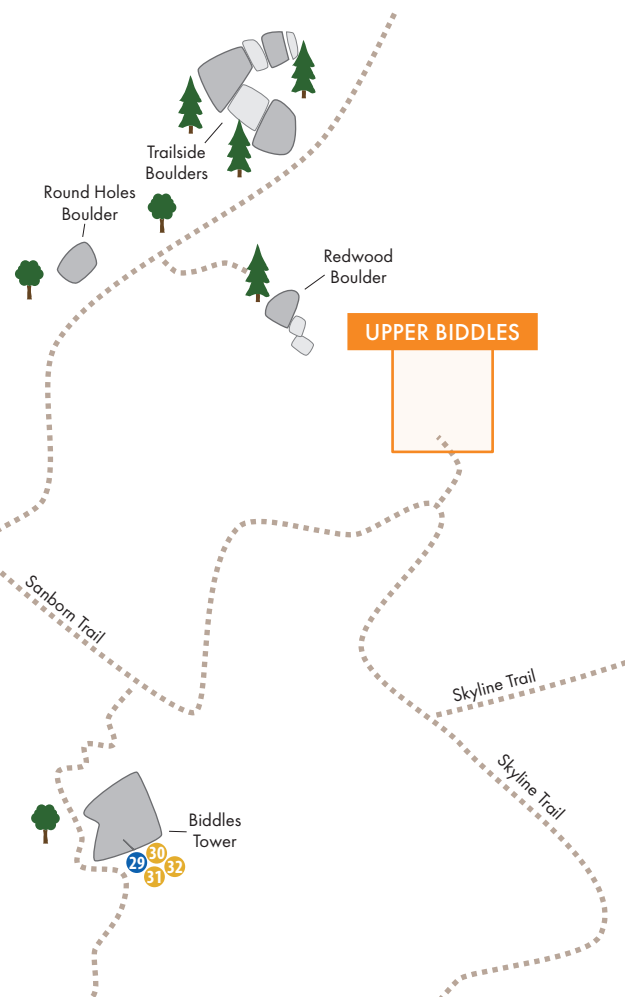 Trailside
Boulders
Round Holes
Boulder
Redwood
Boulder
UPPER BIDDLES
Sanborn Trail
Skyline Trail
Skyline Trail
Biddles
Tower
29
30
31
32